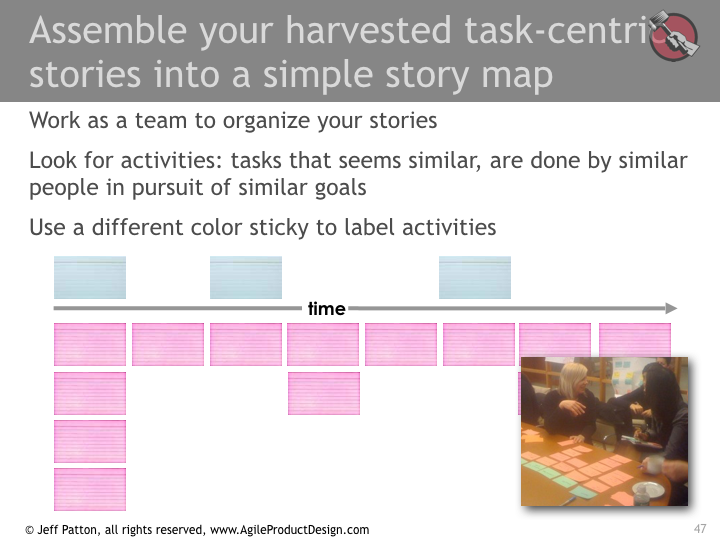 Assemble your harvested task-centric
stories into a simple story map
Work as a team to organize your stories
Look for activities: tasks that seems similar, are done by similar
people in pursuit of similar goals
Use a different color sticky to label activities
time
© Jeff Patton, all rights reserved, www.AgileProductDesign.com
47